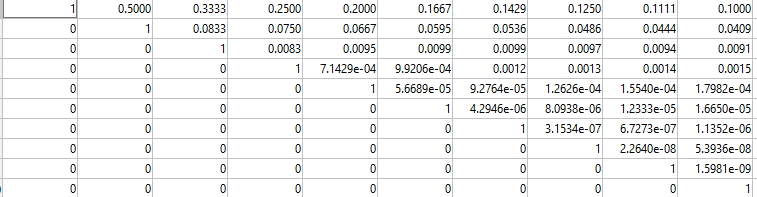 1 0.5000 0.3333 0.2500 0.2000 0.1667 0.1429 0.1250 0.1111 0.1000
0 1 0.0833 0.0750 0.0667 0.0595 0.0536 0.0486 0.0444 0.0409
0 0 1 0.0083 0.0095 0.0099 0.0099 0.0097 0.0094 0.0091
0 0 0 1 7.1429e-04 9.9206e-04 0.0012 0.0013 0.0014 0.0015
0 0 0 0 1 5.6689e-05 9.2764e-05 1.2626e-04 1.5540e-04 1.7982e-04
0 0 0 0 0 1 4.2946e-06 8.0938e-06 1.2333e-05 1.6650e-05
0 0 0 0 0 0 1 3.1534e-07 6.7273e-07 1.1352e-06
0 0 0 0 0 0 0 1 2.2640e-08 5.3936e-08
0 0 0 0 0 0 0 0 1 1.5981e-09
0 0 0 0 0 0 0 0 0 1